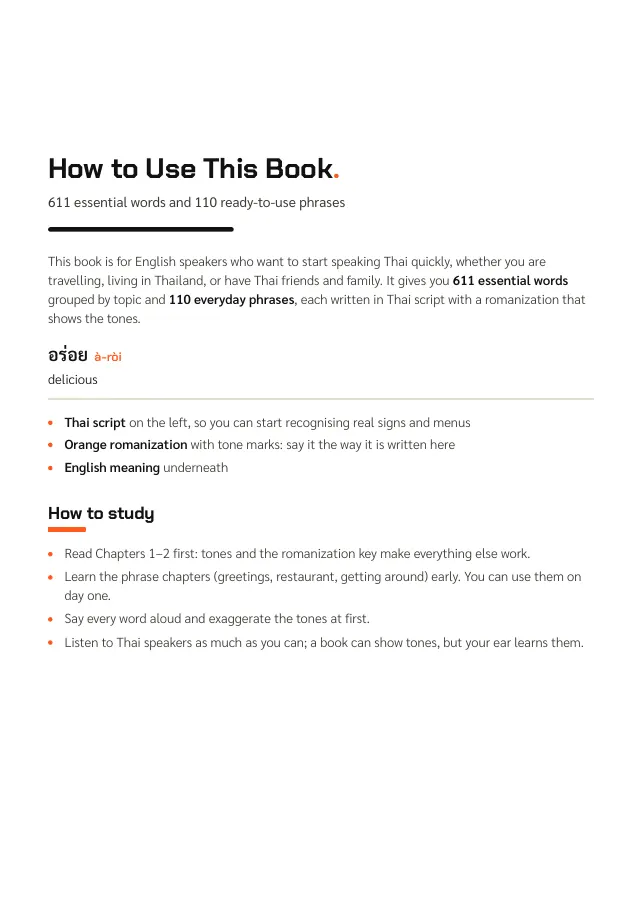 How to Use This Book.
611 essential words and 110 ready-to-use phrases
This book is for English speakers who want to start speaking Thai quickly, whether you are
travelling, living in Thailand, or have Thai friends and family. It gives you 611 essential words
grouped by topic and 110 everyday phrases, each written in Thai script with a romanization that
shows the tones.
อร่อย à-ròi
delicious
• Thai script on the left, so you can start recognising real signs and menus
• Orange romanization with tone marks: say it the way it is written here
• English meaning underneath
How to study
• Read Chapters 1–2 first: tones and the romanization key make everything else work.
• Learn the phrase chapters (greetings, restaurant, getting around) early. You can use them on
day one.
• Say every word aloud and exaggerate the tones at first.
• Listen to Thai speakers as much as you can; a book can show tones, but your ear learns them.